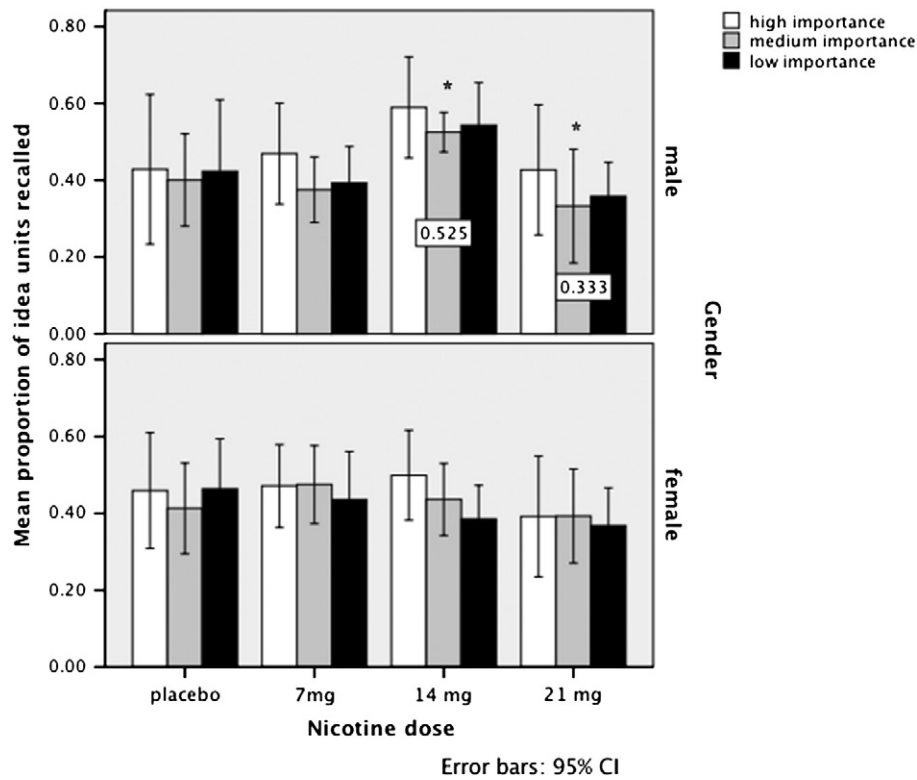 high importance
medium importance
low importance
Mean proportion of idea units recalled
0.80
0.60
0.40
0.20
0.00
*
*
0.525
0.333
male
Gender
0.80
0.60
0.40
0.20
0.00
female
placebo
7mg
14 mg
21 mg
Nicotine dose
Error bars: 95% CI